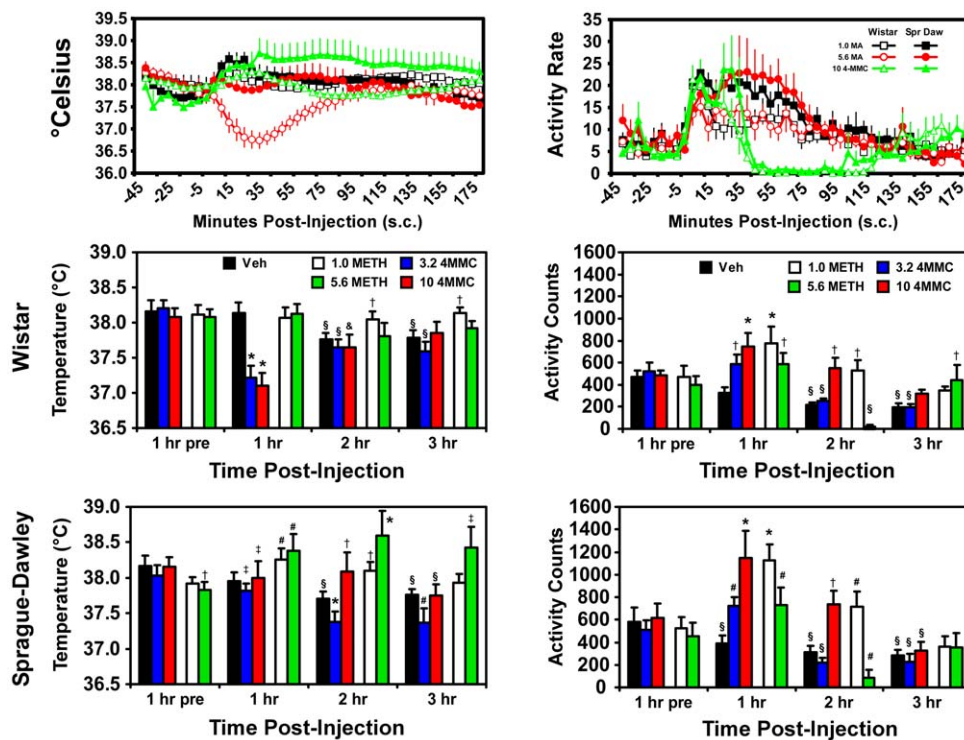 39.5
39.0
38.5
38.0
37.5
37.0
36.5
36.0
°Celsius
-45
-25
-5
15
35
55
75
95
115
135
155
175
Minutes Post-Injection (s.c.)
30
25
20
15
10
5
0
Activity Rate
Wistar Spr Daw
1.0 MA
5.6 MA
10 4-MMC
-45
-25
-5
15
35
55
75
95
115
135
155
175
Minutes Post-Injection (s.c.)
Wistar
Temperature (°C)
39.0
38.5
38.0
37.5
37.0
36.5
Veh 1.0 METH 3.2 4MMC
5.6 METH 10 4MMC
* *
§ § & †
§ § †
1 hr pre 1 hr 2 hr 3 hr
Time Post-Injection
Activity Counts
1600
1400
1200
1000
800
600
400
200
0
Veh 1.0 METH 3.2 4MMC
5.6 METH 10 4MMC
† * * †
§ § † † §
§ § †
1 hr pre 1 hr 2 hr 3 hr
Time Post-Injection
Sprague-Dawley
Temperature (°C)
39.0
38.5
38.0
37.5
37.0
36.5
†
‡ ‡ # #
§ * † † *
§ # § ‡
1 hr pre 1 hr 2 hr 3 hr
Time Post-Injection
Activity Counts
1600
1400
1200
1000
800
600
400
200
0
§ # * * #
§ § † # #
§ § §
1 hr pre 1 hr 2 hr 3 hr
Time Post-Injection